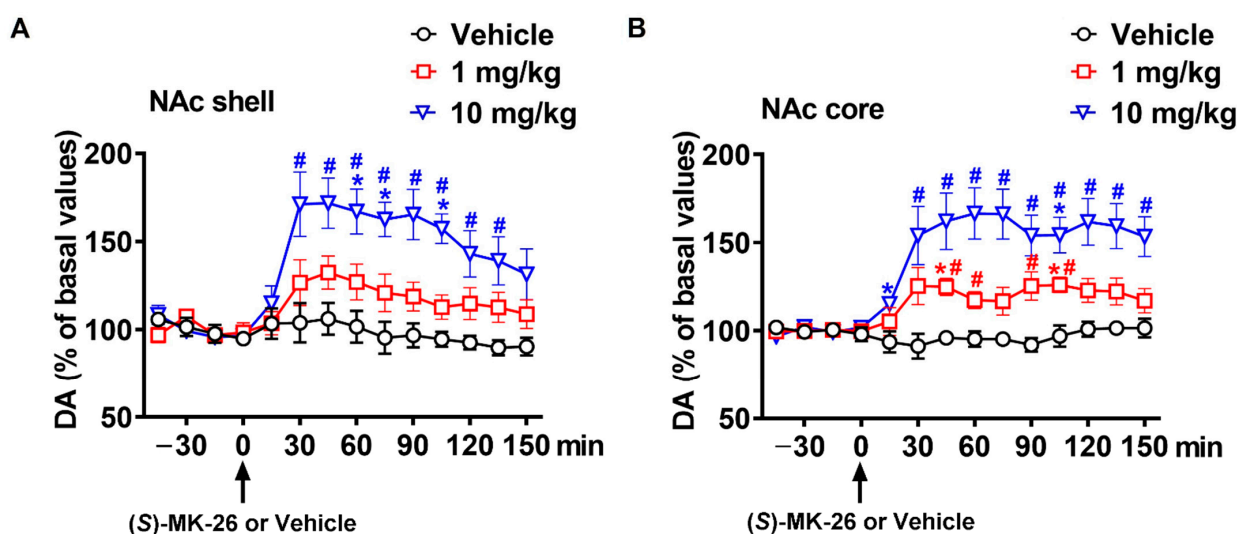 A
Vehicle
1 mg/kg
10 mg/kg
NAc shell
DA (% of basal values)
200
150
100
50
# # # # # # # #
* * *
−30 0 30 60 90 120 150 min
(S)-MK-26 or Vehicle
B
Vehicle
1 mg/kg
10 mg/kg
NAc core
DA (% of basal values)
200
150
100
50
# # # # # # # # #
* *
*# # # *#
−30 0 30 60 90 120 150 min
(S)-MK-26 or Vehicle